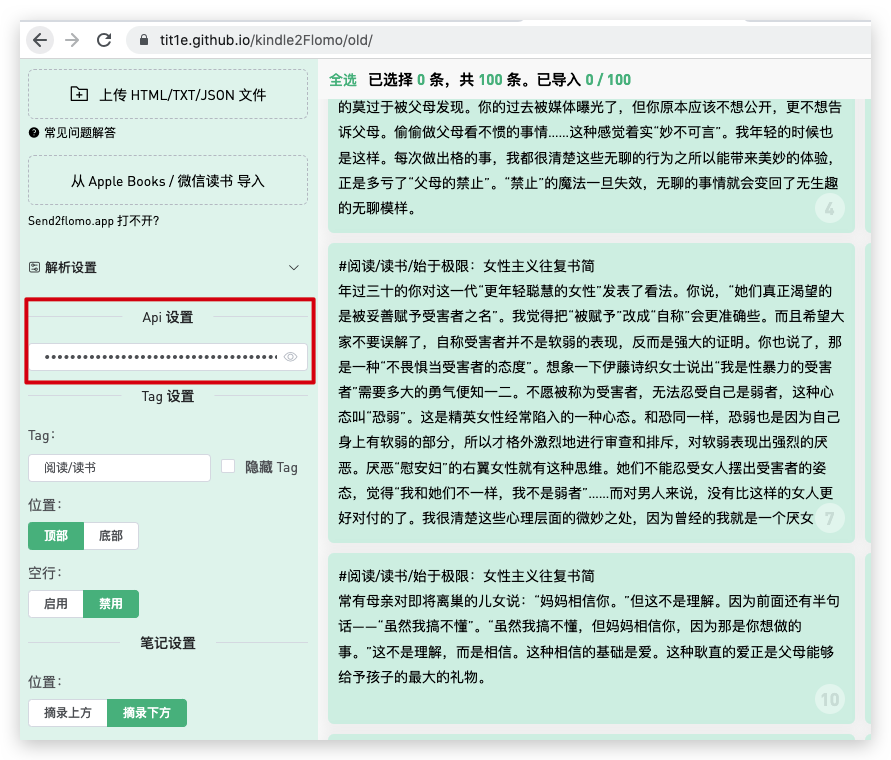 tit1e.github.io/kindle2Flomo/old/
上传 HTML/TXT/JSON 文件
常见问题解答
从 Apple Books / 微信读书 导入
Send2flomo.app 打不开?
解析设置
Api 设置
••••••••••••••••••••••••••••••••••••
Tag 设置
Tag:
阅读/读书
隐藏 Tag
位置:
顶部
底部
空行:
启用
禁用
笔记设置
位置:
摘录上方
摘录下方
全选 已选择 0 条，共 100 条。已导入 0 / 100
的莫过于被父母发现。你的过去被媒体曝光了，但你原本应该不想公开，更不想告
诉父母。偷偷做父母看不惯的事情……这种感觉着实“妙不可言”。我年轻的时候也
是这样。每次做出格的事，我都很清楚这些无聊的行为之所以能带来美妙的体验，
正是多亏了“父母的禁止”。“禁止”的魔法一旦失效，无聊的事情就会变回了无生趣
的无聊模样。
4
#阅读/读书/始于极限：女性主义往复书简
年过三十的你对这一代“更年轻聪慧的女性”发表了看法。你说，“她们真正渴望的
是被妥善赋予受害者之名”。我觉得把“被赋予”改成“自称”会更准确些。而且希望大
家不要误解了，自称受害者并不是软弱的表现，反而是强大的证明。你也说了，那
是一种“不畏惧当受害者的态度”。想象一下伊藤诗织女士说出“我是性暴力的受害
者”需要多大的勇气便知一二。不愿被称为受害者，无法忍受自己是弱者，这种心
态叫“恐弱”。这是精英女性经常陷入的一种心态。和恐同一样，恐弱也是因为自己
身上有软弱的部分，所以才格外激烈地进行审查和排斥，对软弱表现出强烈的厌
恶。厌恶“慰安妇”的右翼女性就有这种思维。她们不能忍受女人摆出受害者的姿
态，觉得“我和她们不一样，我不是弱者”……而对男人来说，没有比这样的女人更
好对付的了。我很清楚这些心理层面的微妙之处，因为曾经的我就是一个厌女
7
#阅读/读书/始于极限：女性主义往复书简
常有母亲对即将离巢的儿女说：“妈妈相信你。”但这不是理解。因为前面还有半句
话——“虽然我搞不懂”。“虽然我搞不懂，但妈妈相信你，因为那是你想做的
事。”这不是理解，而是相信。这种相信的基础是爱。这种耿直的爱正是父母能够
给予孩子的最大的礼物。
10